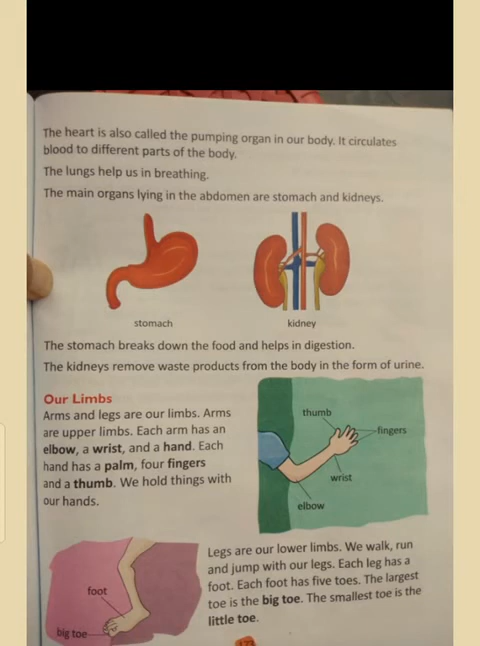 The heart is also called the pumping organ in our body. It circulates
blood to different parts of the body.
The lungs help us in breathing.
The main organs lying in the abdomen are stomach and kidneys.
stomach
kidney
The stomach breaks down the food and helps in digestion.
The kidneys remove waste products from the body in the form of urine.
Our Limbs
Arms and legs are our limbs. Arms
are upper limbs. Each arm has an
elbow, a wrist, and a hand. Each
hand has a palm, four fingers
and a thumb. We hold things with
our hands.
thumb
fingers
wrist
elbow
Legs are our lower limbs. We walk, run
and jump with our legs. Each leg has a
foot. Each foot has five toes. The largest
toe is the big toe. The smallest toe is the
little toe.
foot
big toe